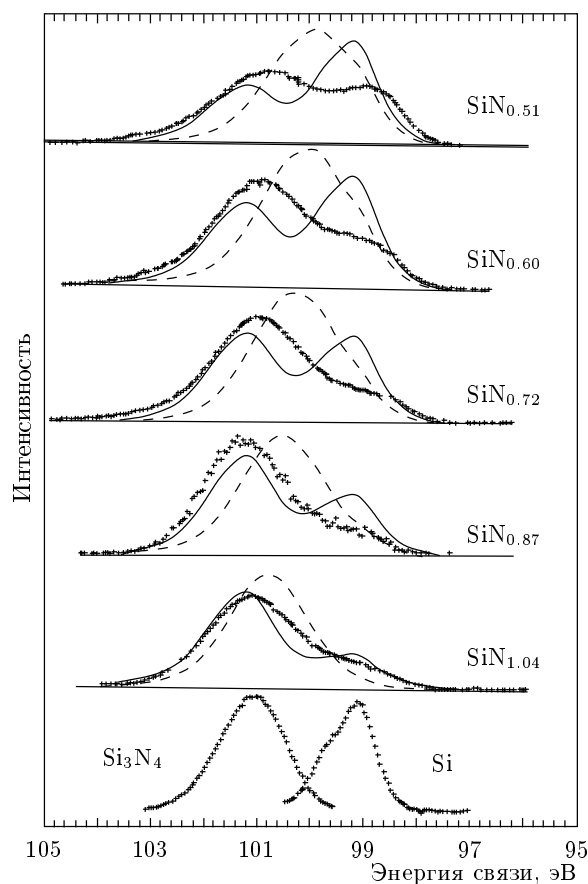 SiN₀.₅₁
SiN₀.₆₀
SiN₀.₇₂
SiN₀.₈₇
SiN₁.₀₄
Si₃N₄
Si
Интенсивность
105 103 101 99 97 95
Энергия связи, эВ